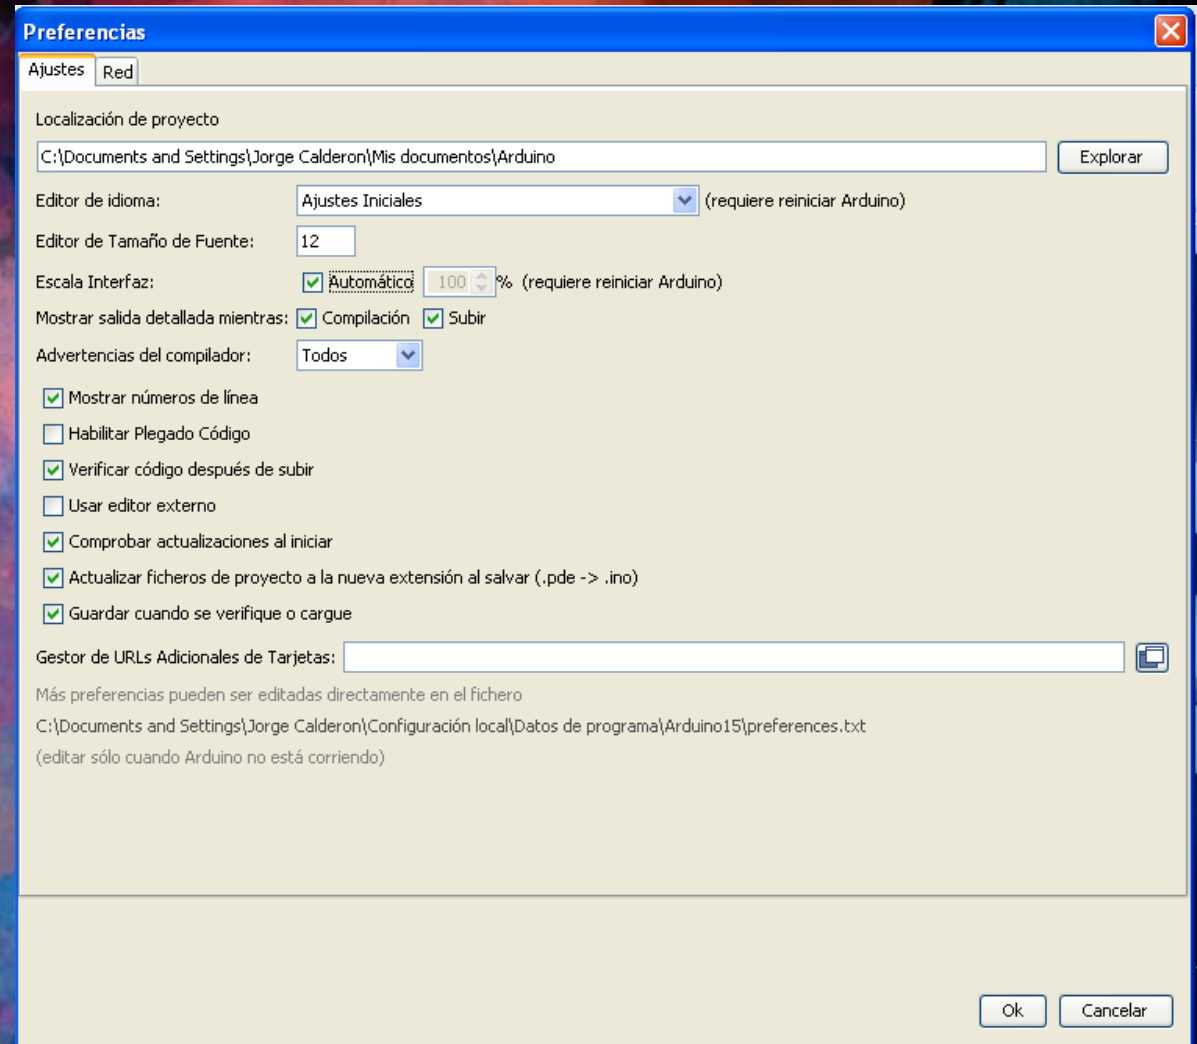 Preferencias
Ajustes Red
Localización de proyecto
C:\Documents and Settings\Jorge Calderon\Mis documentos\Arduino Explorar
Editor de idioma: Ajustes Iniciales (requiere reiniciar Arduino)
Editor de Tamaño de Fuente: 12
Escala Interfaz: Automático 100 % (requiere reiniciar Arduino)
Mostrar salida detallada mientras: Compilación Subir
Advertencias del compilador: Todos
Mostrar números de línea
Habilitar Plegado Código
Verificar código después de subir
Usar editor externo
Comprobar actualizaciones al iniciar
Actualizar ficheros de proyecto a la nueva extensión al salvar (.pde -> .ino)
Guardar cuando se verifique o cargue
Gestor de URLs Adicionales de Tarjetas:
Más preferencias pueden ser editadas directamente en el fichero
C:\Documents and Settings\Jorge Calderon\Configuración local\Datos de programa\Arduino15\preferences.txt
(editar sólo cuando Arduino no está corriendo)
Ok Cancelar